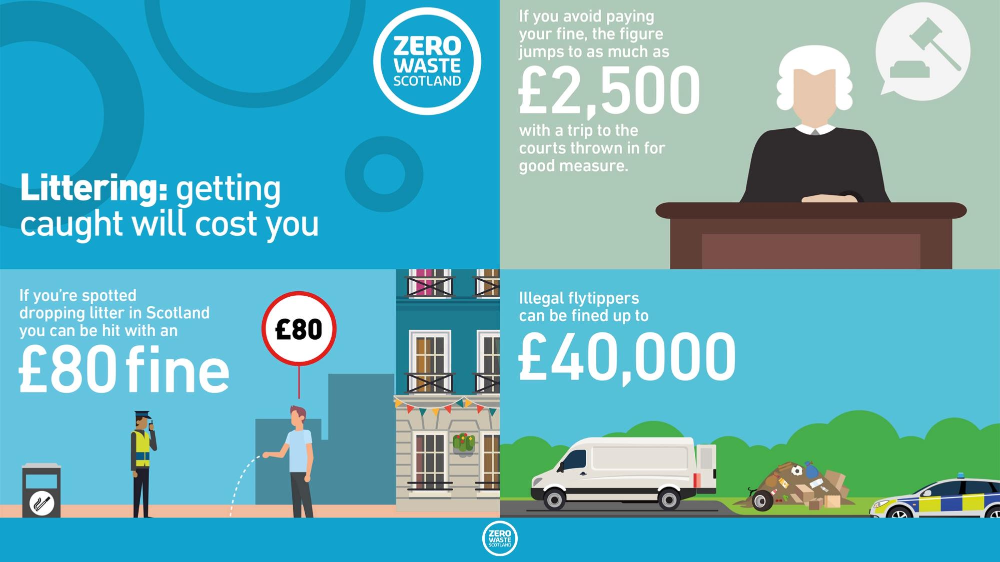 ZERO
WASTE
SCOTLAND
Littering: getting
caught will cost you
If you avoid paying
your fine, the figure
jumps to as much as
£2,500
with a trip to the
courts thrown in for
good measure.
If you're spotted
dropping litter in Scotland
you can be hit with an
£80 fine
£80
Illegal flytippers
can be fined up to
£40,000
ZERO
WASTE
SCOTLAND